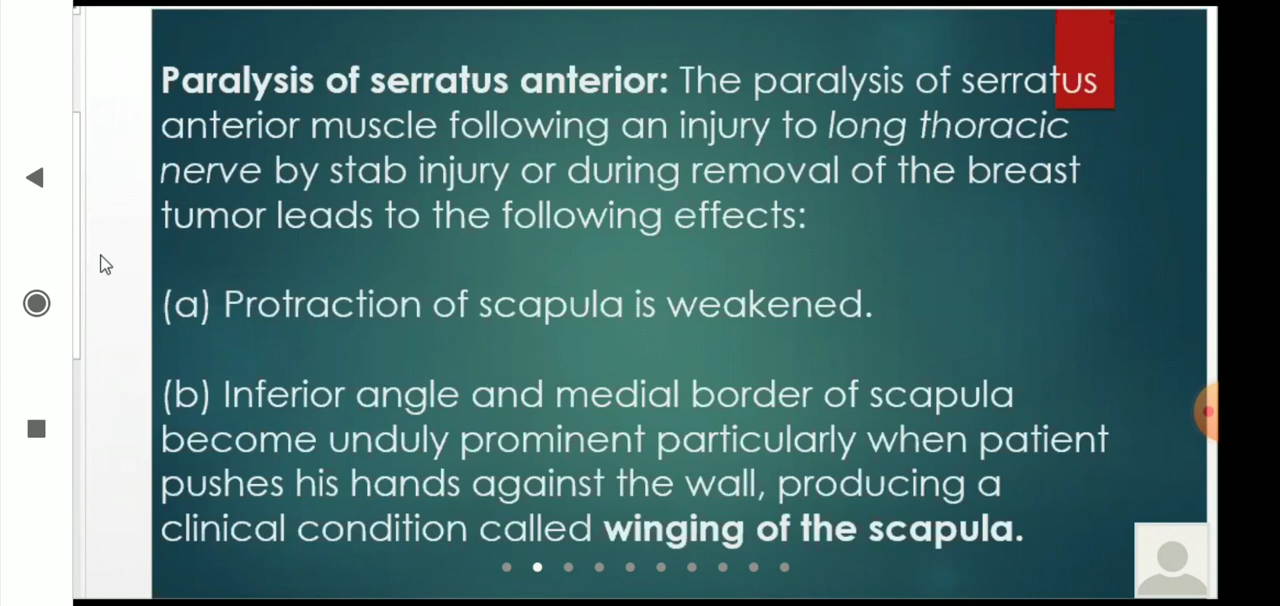 Paralysis of serratus anterior: The paralysis of serratus
anterior muscle following an injury to long thoracic
nerve by stab injury or during removal of the breast
tumor leads to the following effects:
(a) Protraction of scapula is weakened.
(b) Inferior angle and medial border of scapula
become unduly prominent particularly when patient
pushes his hands against the wall, producing a
clinical condition called winging of the scapula.